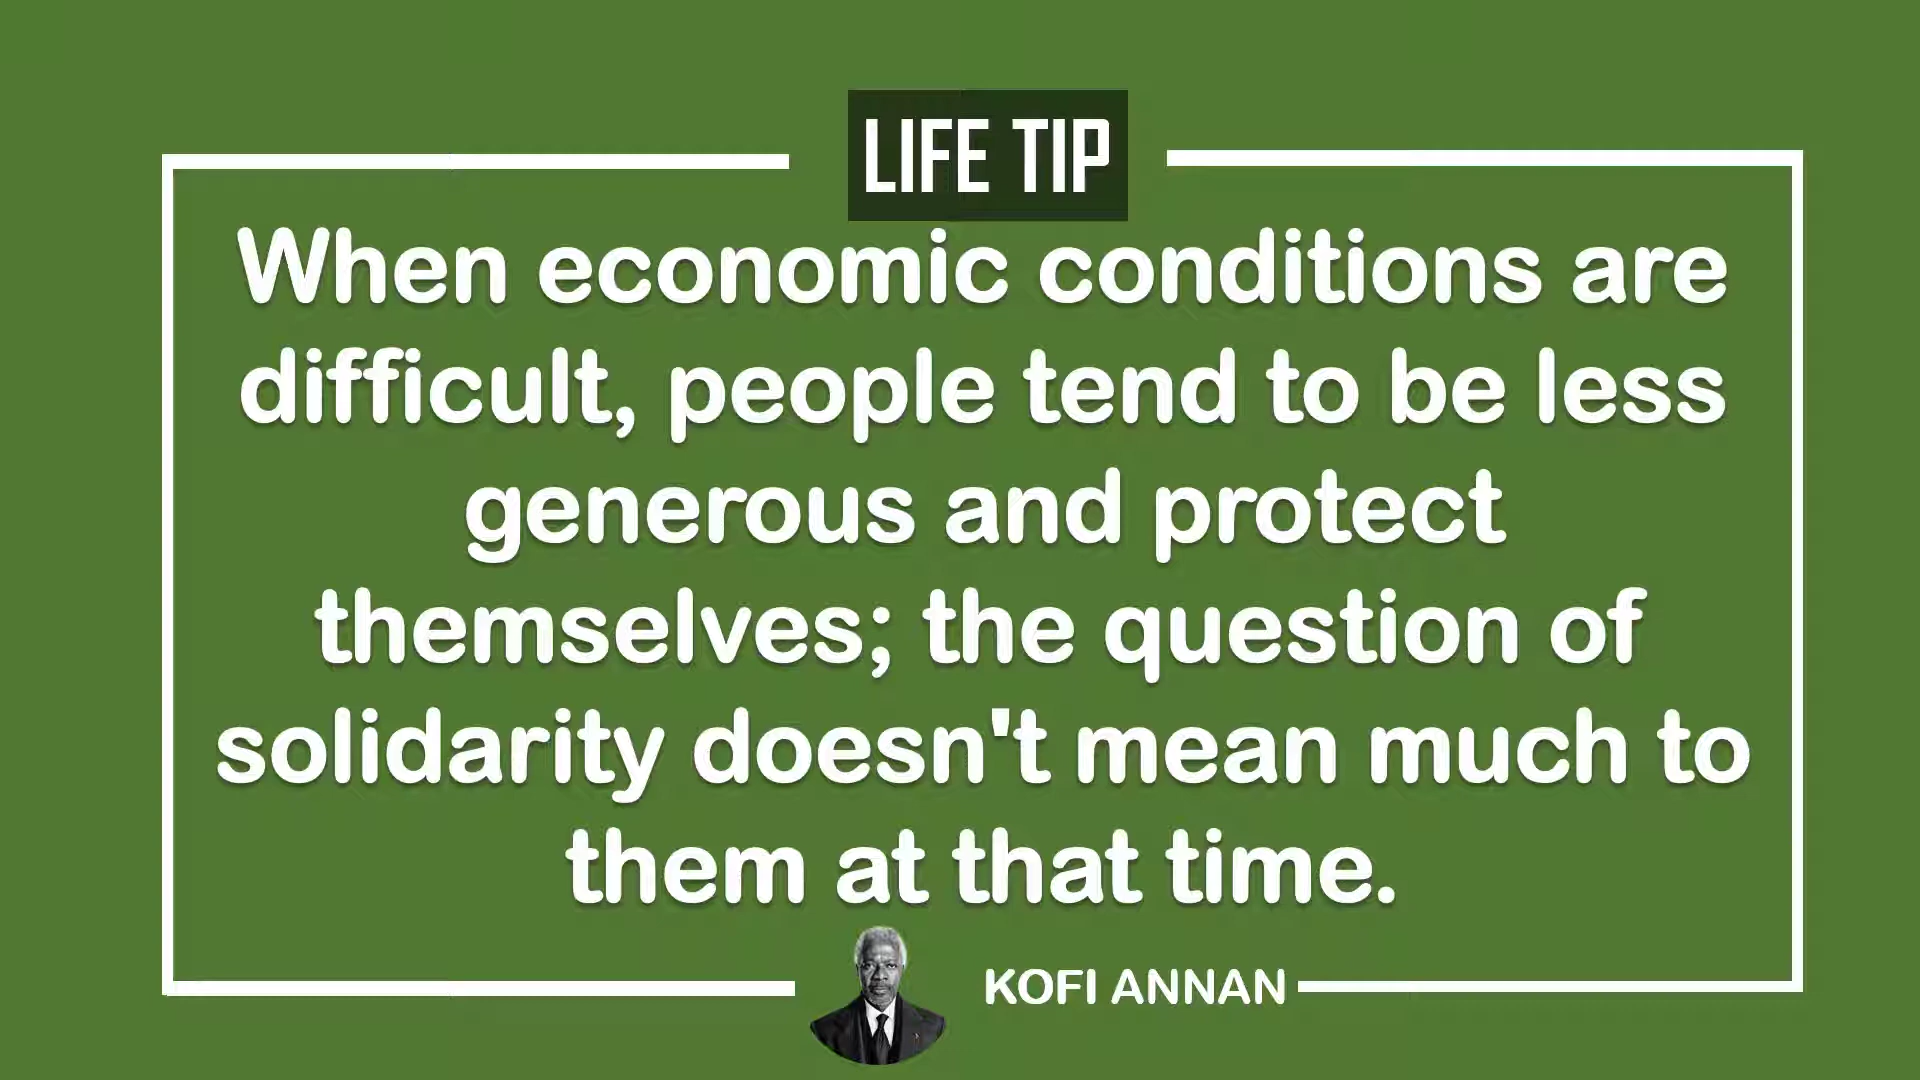 LIFE TIP
When economic conditions are
difficult, people tend to be less
generous and protect
themselves; the question of
solidarity doesn't mean much to
them at that time.
KOFI ANNAN